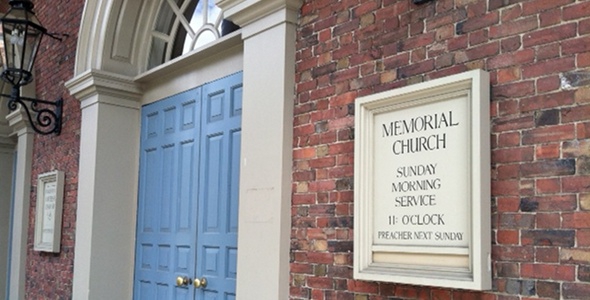 MEMORIAL
CHURCH
SUNDAY
MORNING
SERVICE
11: O'CLOCK
PREACHER NEXT SUNDAY